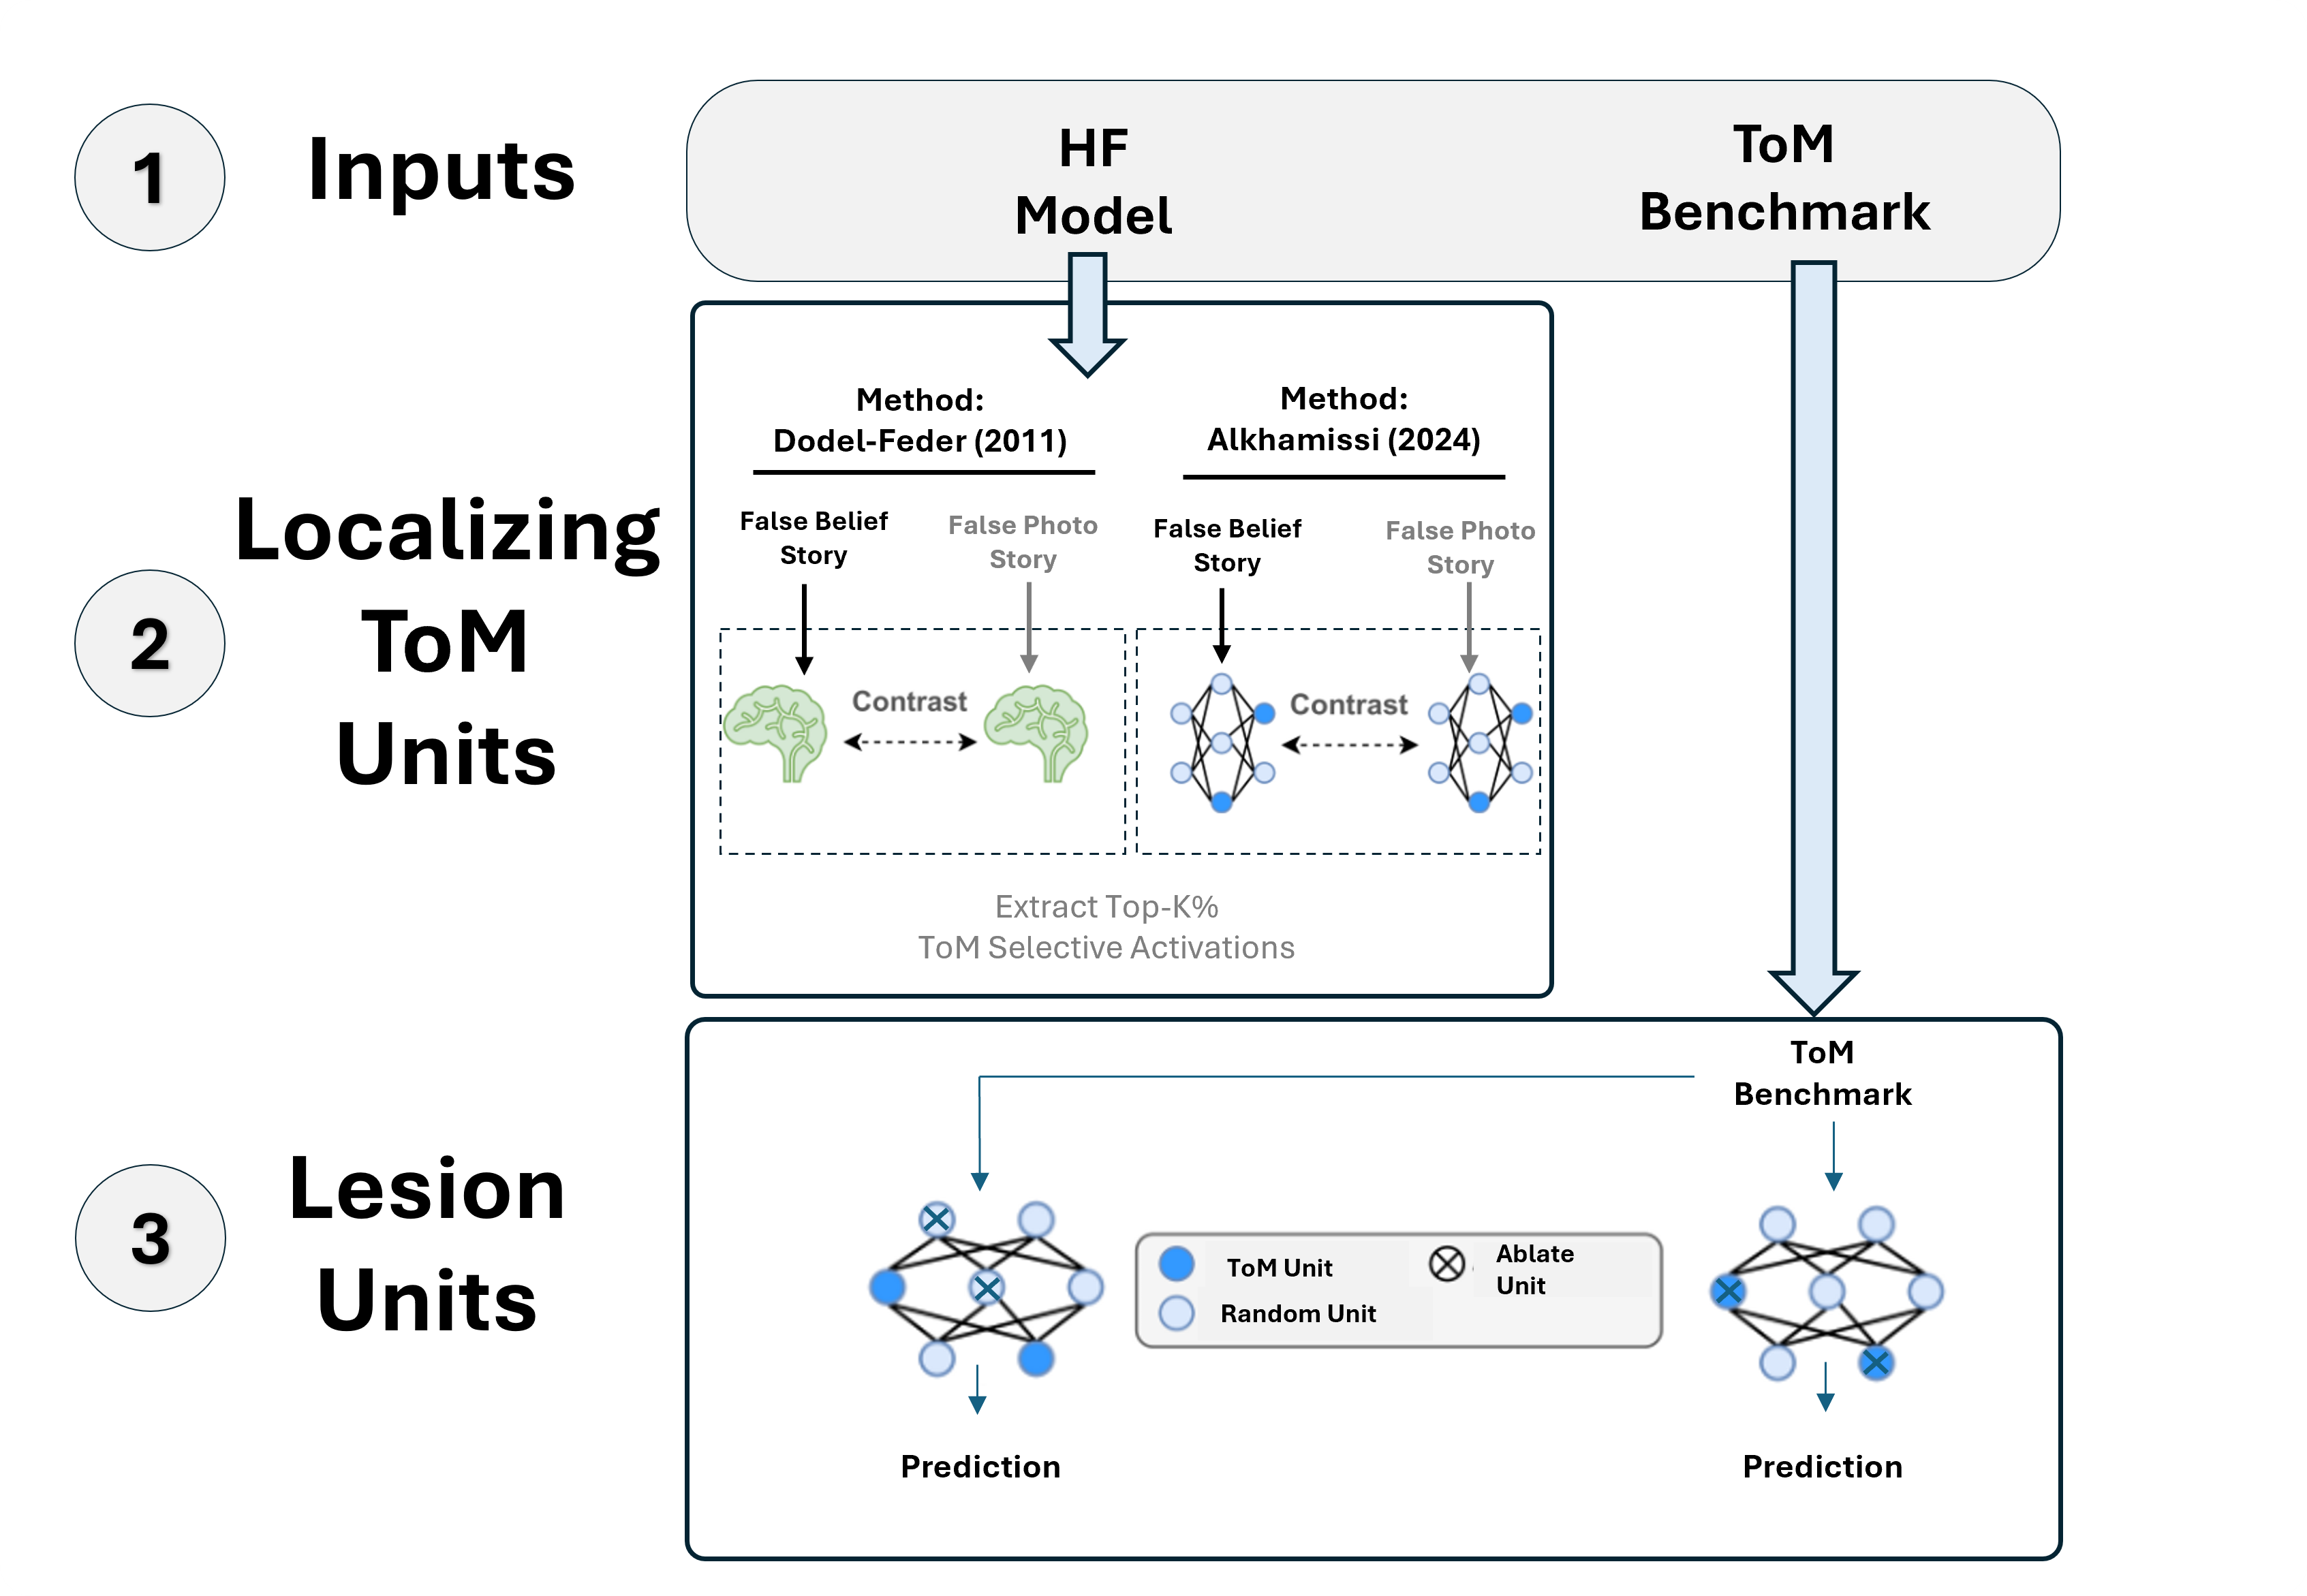 1
Inputs
HF
Model
ToM
Benchmark
2
Localizing
ToM
Units
Method:
Dodel-Feder (2011)
Method:
Alkhamissi (2024)
False Belief
Story
False Photo
Story
False Belief
Story
False Photo
Story
Contrast
Contrast
Extract Top-K%
ToM Selective Activations
3
Lesion
Units
ToM
Benchmark
ToM Unit
Random Unit
Ablate
Unit
Prediction
Prediction